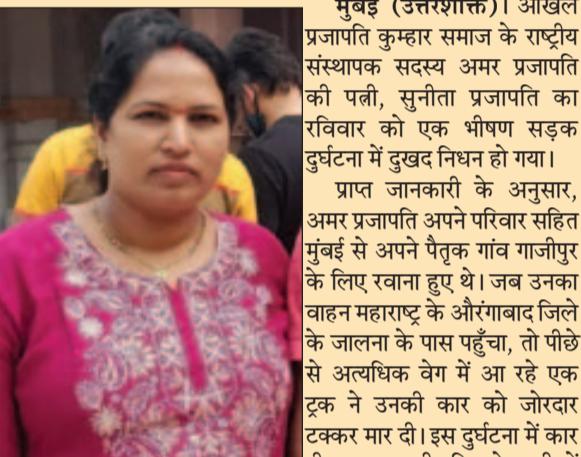 मुंबई (उत्तरशक्ति)। अखिल
प्रजापति कुम्हार समाज के राष्ट्रीय
संस्थापक सदस्य अमर प्रजापति
की पत्नी, सुनीता प्रजापति का
रविवार को एक भीषण सड़क
दुर्घटना में दुखद निधन हो गया।
प्राप्त जानकारी के अनुसार,
अमर प्रजापति अपने परिवार सहित
मुंबई से अपने पैतृक गांव गाजीपुर
के लिए रवाना हुए थे। जब उनका
वाहन महाराष्ट्र के औरंगाबाद जिले
के जालना के पास पहुँचा, तो पीछे
से अत्यधिक वेग में आ रहे एक
ट्रक ने उनकी कार को जोरदार
टक्कर मार दी। इस दुर्घटना में कार